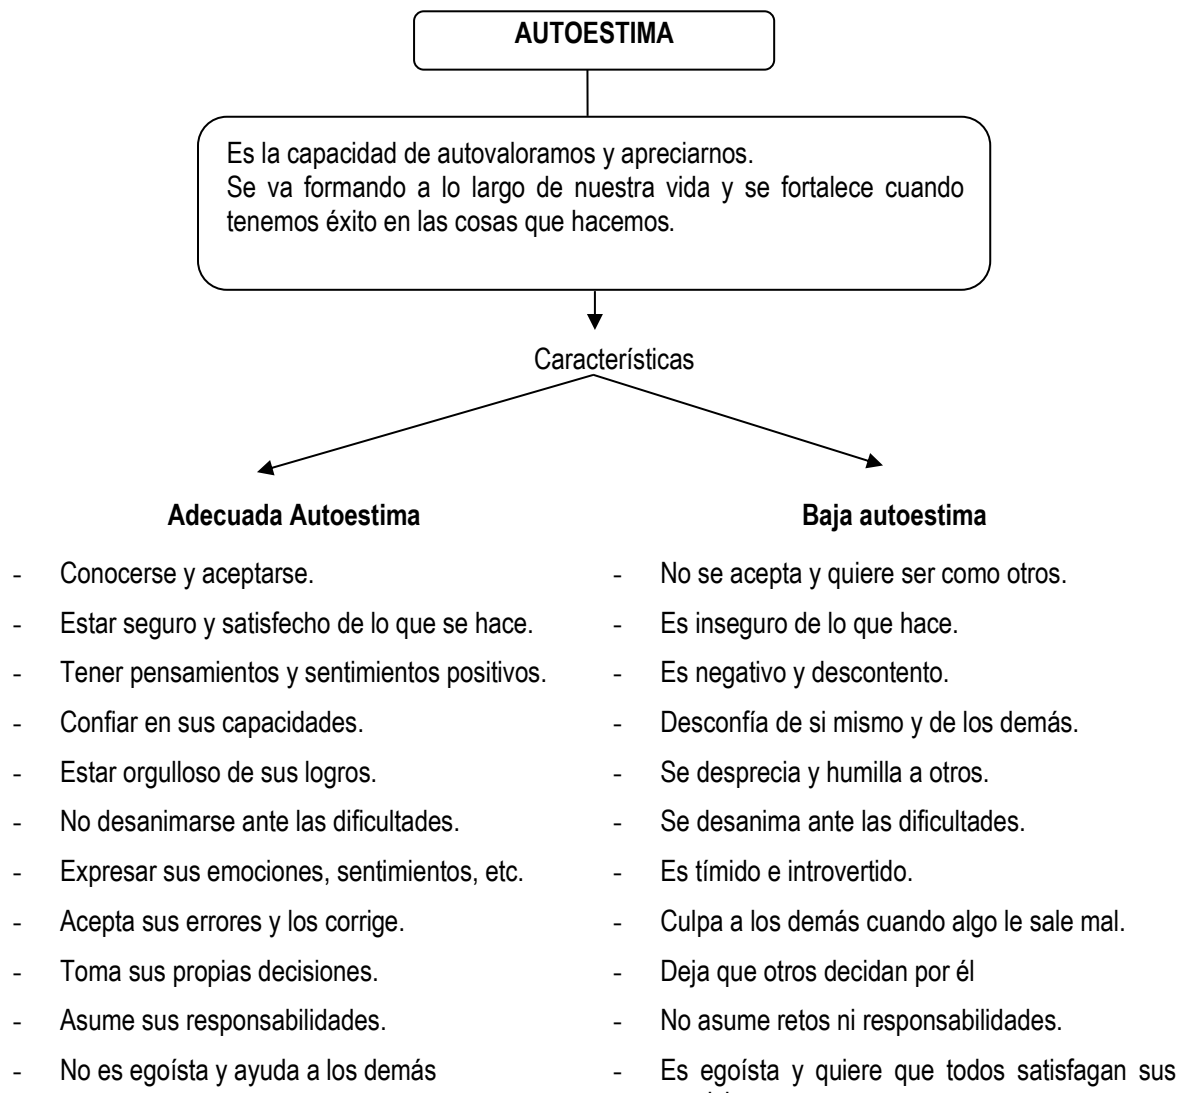 AUTOESTIMA
Es la capacidad de autovaloramos y apreciarnos.
Se va formando a lo largo de nuestra vida y se fortalece cuando
tenemos éxito en las cosas que hacemos.
Características
Adecuada Autoestima
- Conocerse y aceptarse.
- Estar seguro y satisfecho de lo que se hace.
- Tener pensamientos y sentimientos positivos.
- Confiar en sus capacidades.
- Estar orgulloso de sus logros.
- No desanimarse ante las dificultades.
- Expresar sus emociones, sentimientos, etc.
- Acepta sus errores y los corrige.
- Toma sus propias decisiones.
- Asume sus responsabilidades.
- No es egoísta y ayuda a los demás
Baja autoestima
- No se acepta y quiere ser como otros.
- Es inseguro de lo que hace.
- Es negativo y descontento.
- Desconfía de si mismo y de los demás.
- Se desprecia y humilla a otros.
- Se desanima ante las dificultades.
- Es tímido e introvertido.
- Culpa a los demás cuando algo le sale mal.
- Deja que otros decidan por él
- No asume retos ni responsabilidades.
- Es egoísta y quiere que todos satisfagan sus